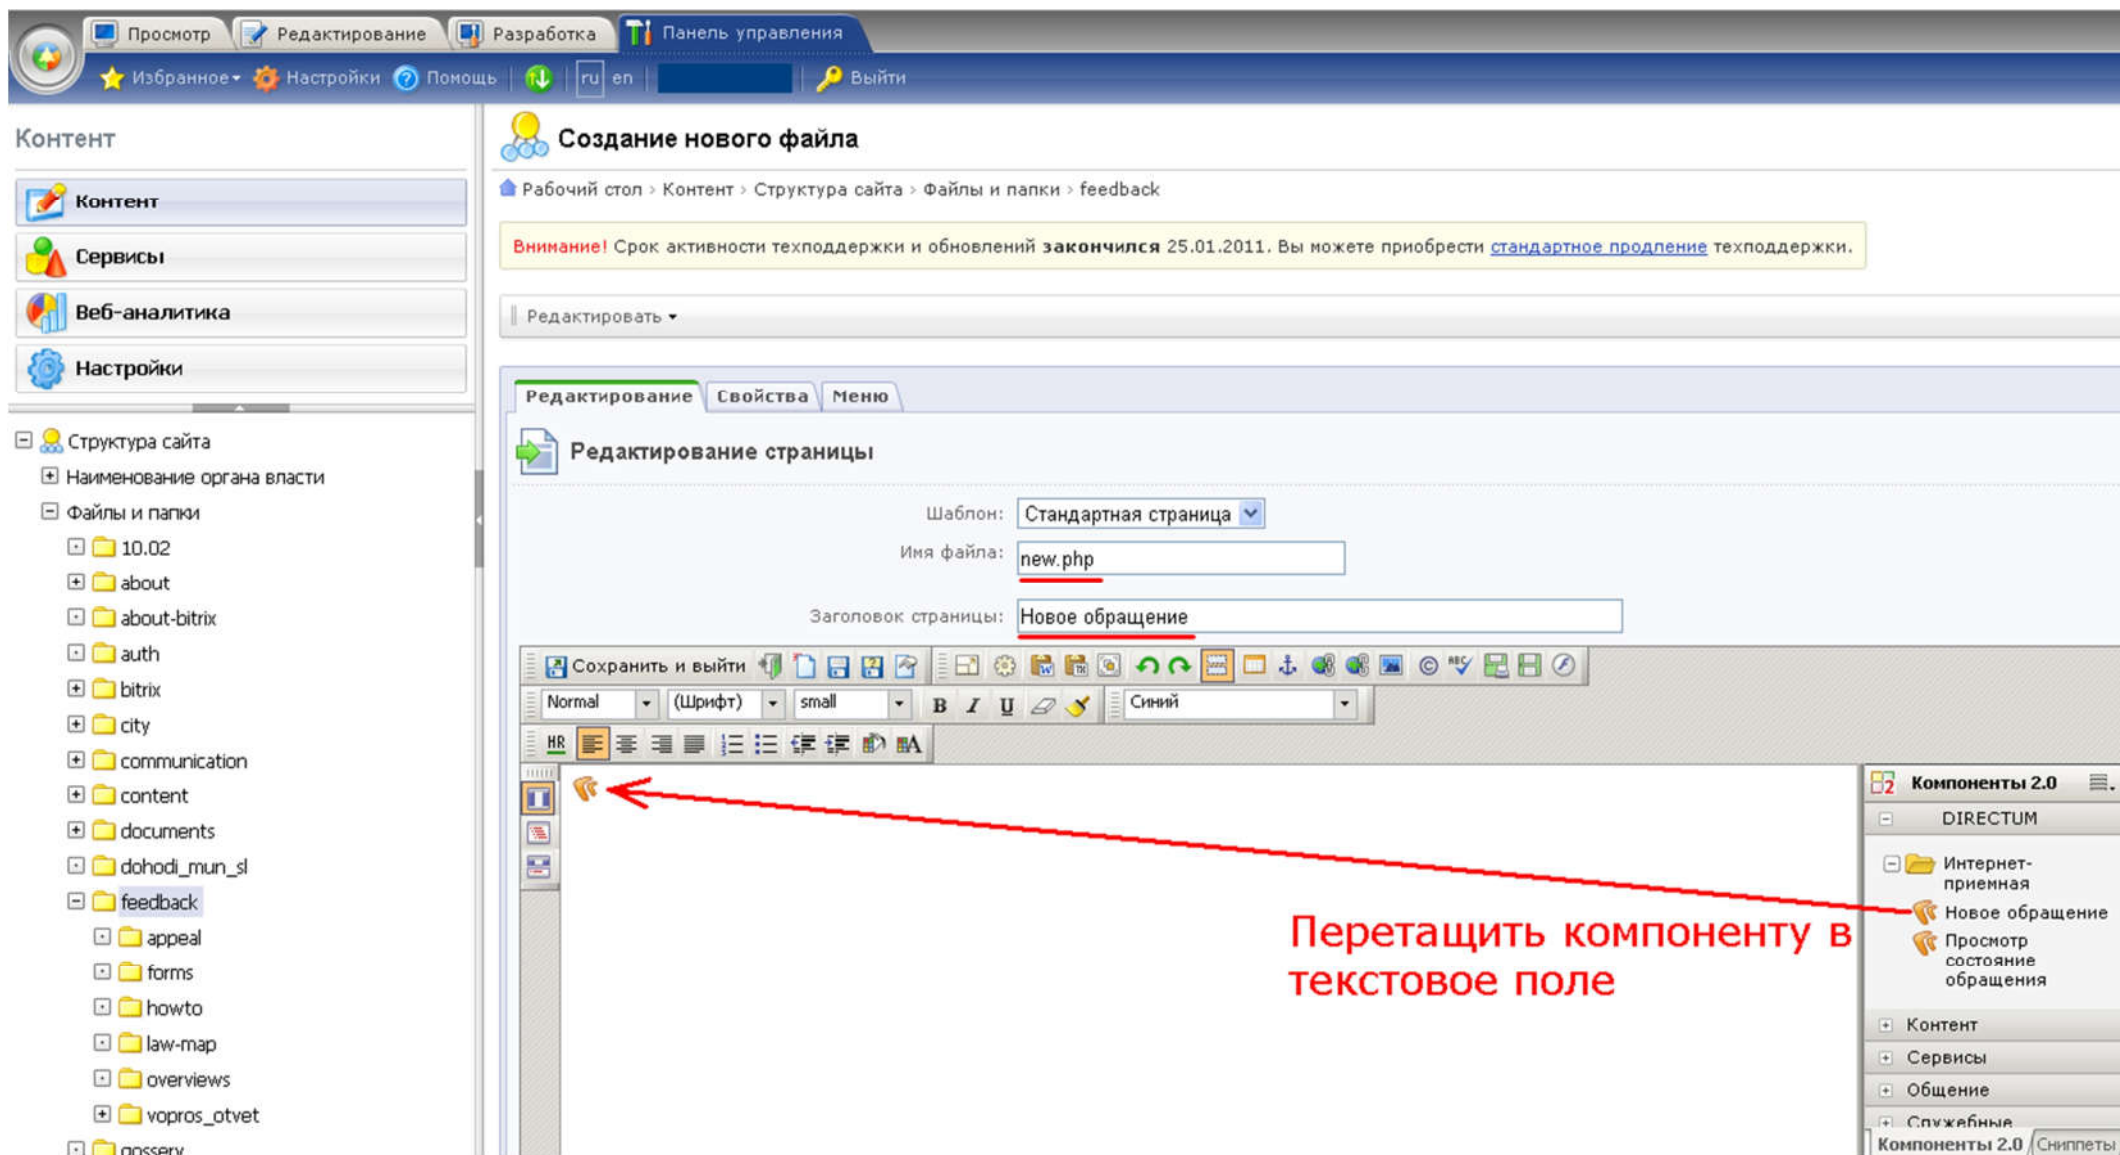 Просмотр Редактирование Разработка Панель управления
Избранное Настройки Помощь ru en Выйти
Контент
Контент
Сервисы
Веб-аналитика
Настройки
Структура сайта
Наименование органа власти
Файлы и папки
10.02
about
about-bitrix
auth
bitrix
city
communication
content
documents
dohodi_mun_sl
feedback
appeal
forms
howto
law-map
overviews
vopros_otvet
gosserv
Создание нового файла
Рабочий стол › Контент › Структура сайта › Файлы и папки › feedback
Внимание! Срок активности техподдержки и обновлений закончился 25.01.2011. Вы можете приобрести стандартное продление техподдержки.
Редактировать
Редактирование Свойства Меню
Редактирование страницы
Шаблон: Стандартная страница
Имя файла: new.php
Заголовок страницы: Новое обращение
Сохранить и выйти
Normal (Шрифт) small B I U Синий
HR
Компоненты 2.0
DIRECTUM
Интернет-
приемная
Новое обращение
Просмотр
состояние
обращения
Контент
Сервисы
Общение
Служебные
Компоненты 2.0 Сниппеты
Перетащить компоненту в
текстовое поле